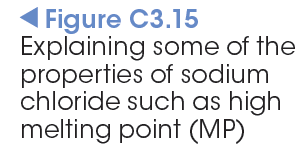 ◀ Figure C3.15
Explaining some of the
properties of sodium
chloride such as high
melting point (MP)